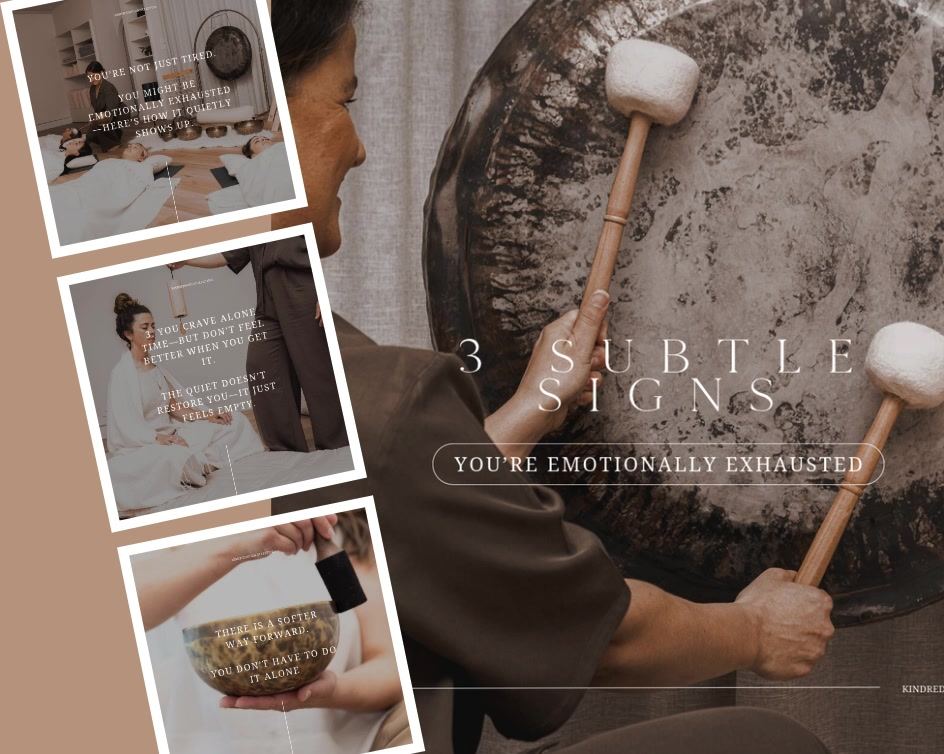 YOU'RE NOT JUST TIRED.
YOU MIGHT BE
EMOTIONALLY EXHAUSTED
--HERE'S HOW IT QUIETLY
SHOWS UP.
3. YOU CRAVE ALONE
TIME—BUT DON'T FEEL
BETTER WHEN YOU GET
IT.
THE QUIET DOESN'T
RESTORE YOU—IT JUST
FEELS EMPTY.
THERE IS A SOFTER
WAY FORWARD.
YOU DON'T HAVE TO DO
IT ALONE
3 SUBTLE
SIGNS
YOU'RE EMOTIONALLY EXHAUSTED
KINDRED